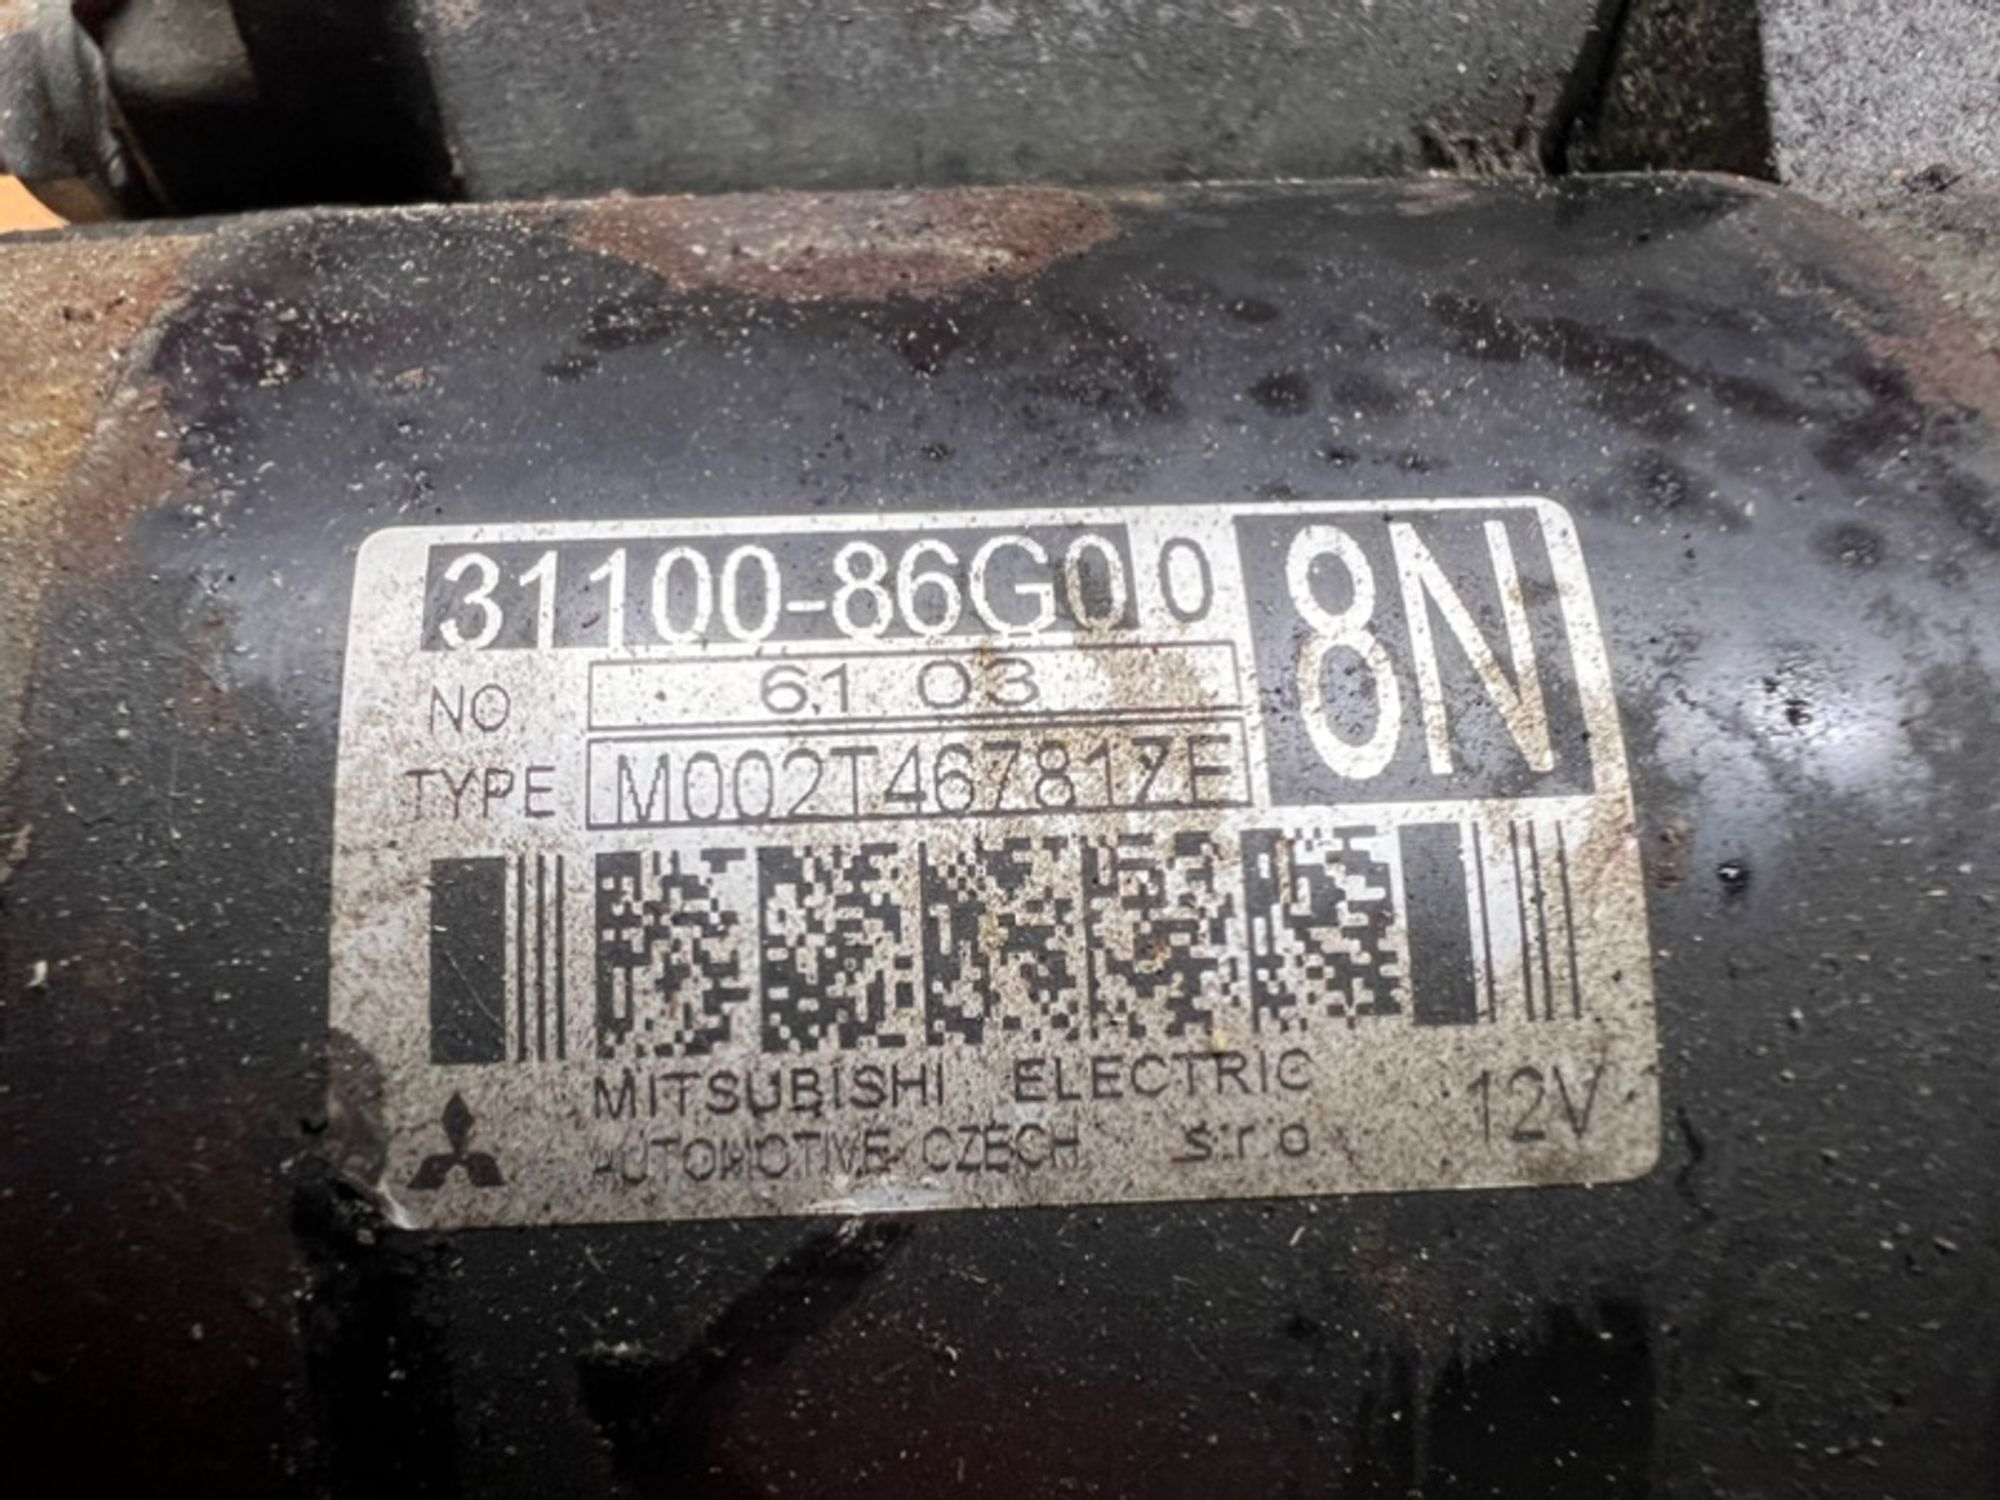 31100-86G00
8N
NO 61 03
TYPE M002T46781ZE
MITSUBISHI ELECTRIC
AUTOMOTIVE CZECH s.r.o
12V